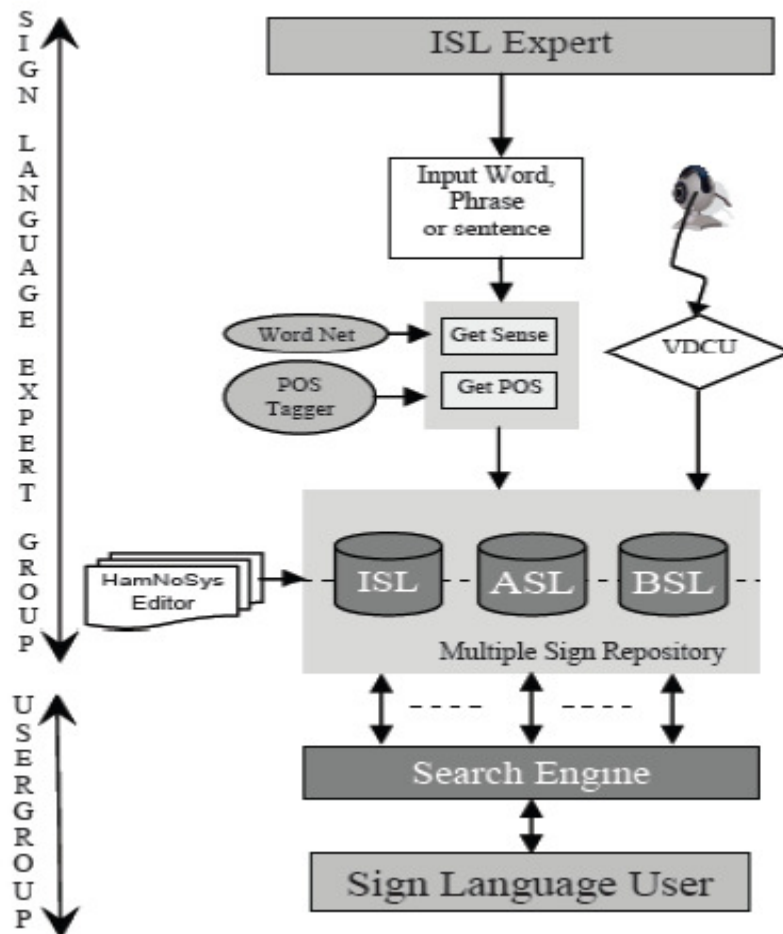 SIGN LANGUAGE EXPERT GROUP
ISL Expert
Input Word,
Phrase
or sentence
Word Net
Get Sense
VDCU
POS
Tagger
Get POS
HamNoSys
Editor
ISL
ASL
BSL
Multiple Sign Repository
USERGROUP
Search Engine
Sign Language User